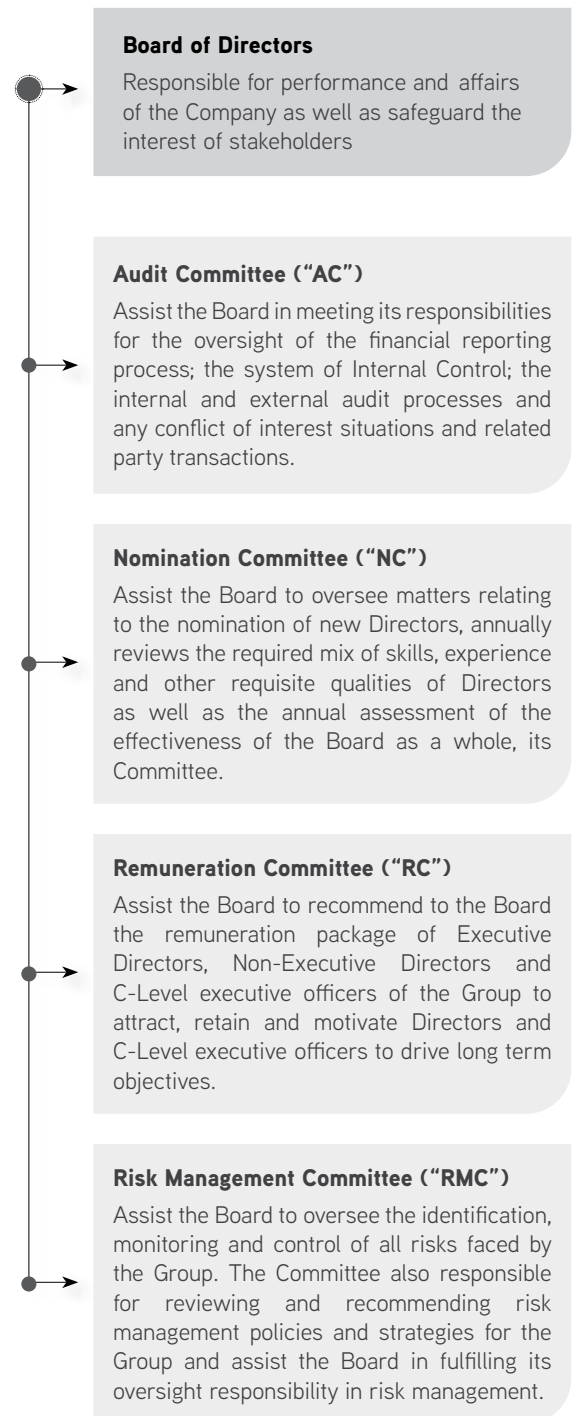 Board of Directors
Responsible for performance and affairs
of the Company as well as safeguard the
interest of stakeholders
Audit Committee (“AC”)
Assist the Board in meeting its responsibilities
for the oversight of the financial reporting
process; the system of Internal Control; the
internal and external audit processes and
any conflict of interest situations and related
party transactions.
Nomination Committee (“NC”)
Assist the Board to oversee matters relating
to the nomination of new Directors, annually
reviews the required mix of skills, experience
and other requisite qualities of Directors
as well as the annual assessment of the
effectiveness of the Board as a whole, its
Committee.
Remuneration Committee (“RC”)
Assist the Board to recommend to the Board
the remuneration package of Executive
Directors, Non-Executive Directors and
C-Level executive officers of the Group to
attract, retain and motivate Directors and
C-Level executive officers to drive long term
objectives.
Risk Management Committee (“RMC”)
Assist the Board to oversee the identification,
monitoring and control of all risks faced by
the Group. The Committee also responsible
for reviewing and recommending risk
management policies and strategies for the
Group and assist the Board in fulfilling its
oversight responsibility in risk management.